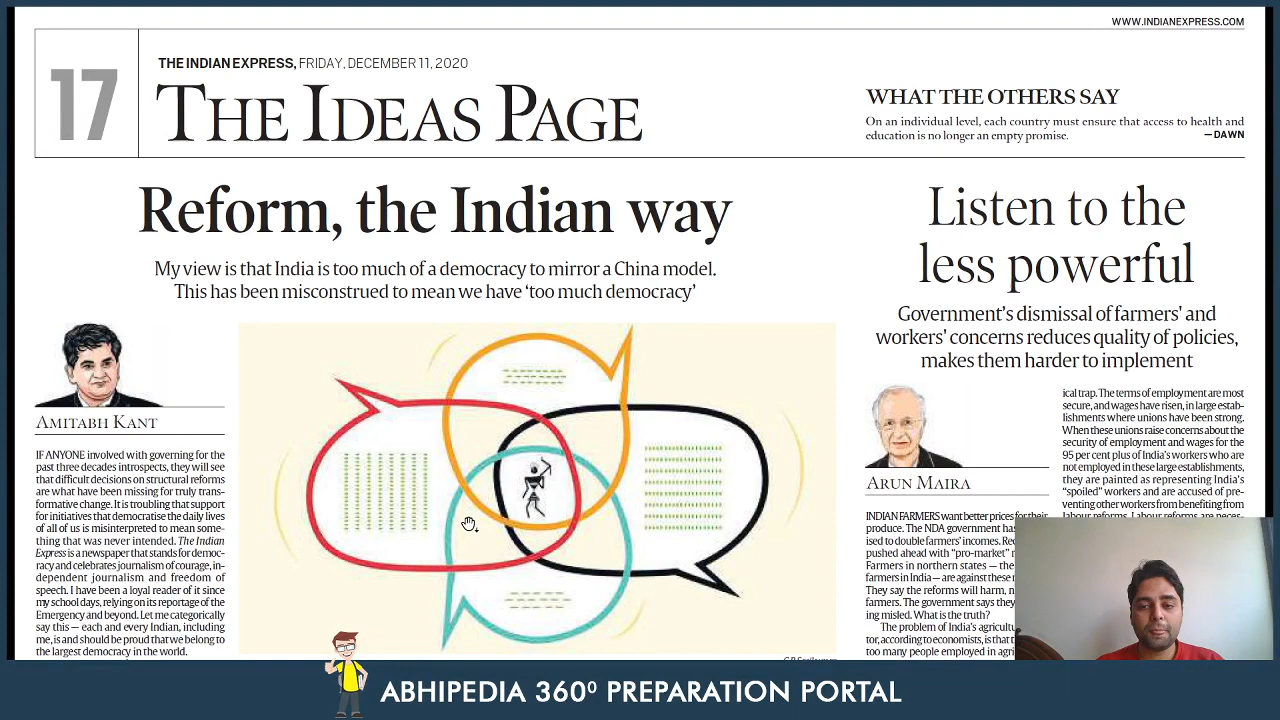 WWW.INDIANEXPRESS.COM
17
THE INDIAN EXPRESS, FRIDAY, DECEMBER 11, 2020
THE IDEAS PAGE
WHAT THE OTHERS SAY
On an individual level, each country must ensure that access to health and
education is no longer an empty promise.
— DAWN
Reform, the Indian way
My view is that India is too much of a democracy to mirror a China model.
This has been misconstrued to mean we have ‘too much democracy’
AMITABH KANT
IF ANYONE involved with governing for the
past three decades introspects, they will see
that difficult decisions on structural reforms
are what have been missing for truly trans-
formative change. It is troubling that support
for initiatives that democratise the daily lives
of all of us is misinterpreted to mean some-
thing that was never intended. The Indian
Express is a newspaper that stands for democ-
racy and celebrates journalism of courage, in-
dependent journalism and freedom of
speech. I have been a loyal reader of it since
my school days, relying on its reportage of the
Emergency and beyond. Let me categorically
say this — each and every Indian, including
me, is and should be proud that we belong to
the largest democracy in the world.
Listen to the
less powerful
Government’s dismissal of farmers’ and
workers’ concerns reduces quality of policies,
makes them harder to implement
ARUN MAIRA
INDIAN FARMERS want better prices for their
produce. The NDA government has
ised to double farmers’ incomes.
pushed ahead with “pro-market”
Farmers in northern states — the
farmers in India — are against these
They say the reforms will harm,
farmers. The government says they
ing misled. What is the truth?
The problem of India’s
tor, according to economists, is that
too many people employed in
ical trap. The terms of employment are most
secure, and wages have risen, in large estab-
lishments where unions have been strong.
When these unions raise concerns about the
security of employment and wages for the
95 per cent plus of India’s workers who are
not employed in these large establishments,
they are painted as representing India’s
“spoiled” workers and are accused of pre-
venting other workers from benefiting from
ABHIPEDIA 360⁰ PREPARATION PORTAL